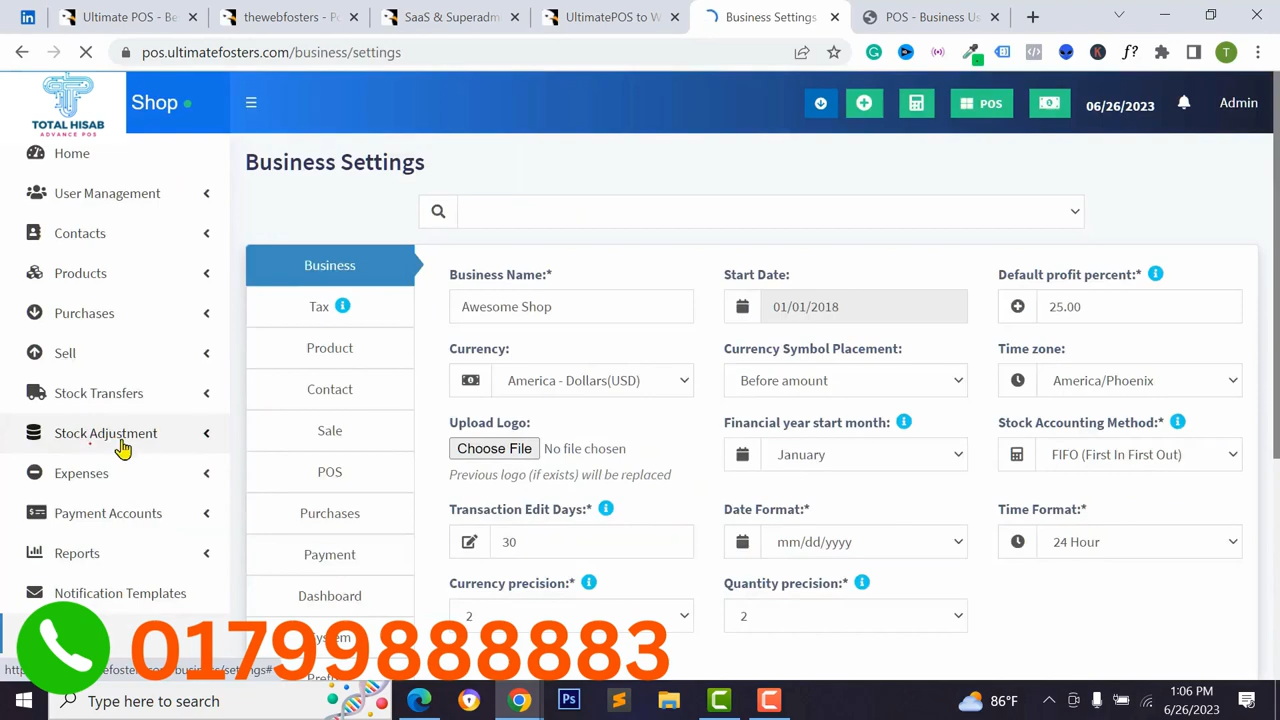 Ultimate POS - Be
thewebfosters - Po
SaaS & Superadm
UltimatePOS to W
Business Settings
POS - Business Us
pos.ultimatefosters.com/business/settings
f?
T
TOTAL HISAB
ADVANCE POS
Shop
POS
06/26/2023
Admin
Home
User Management
Contacts
Products
Purchases
Sell
Stock Transfers
Stock Adjustment
Expenses
Payment Accounts
Reports
Notification Templates
Business Settings
Business
Tax
Product
Contact
Sale
POS
Purchases
Payment
Dashboard
Business Name:*
Start Date:
Default profit percent:*
Awesome Shop
01/01/2018
25.00
Currency:
Currency Symbol Placement:
Time zone:
America - Dollars(USD)
Before amount
America/Phoenix
Upload Logo:
Financial year start month:
Stock Accounting Method:*
Choose File No file chosen
January
FIFO (First In First Out)
Previous logo (if exists) will be replaced
Transaction Edit Days:*
Date Format:*
Time Format:*
30
mm/dd/yyyy
24 Hour
Currency precision:*
Quantity precision:*
2
2
01799888883
Type here to search
Ps
86°F
1:06 PM
6/26/2023